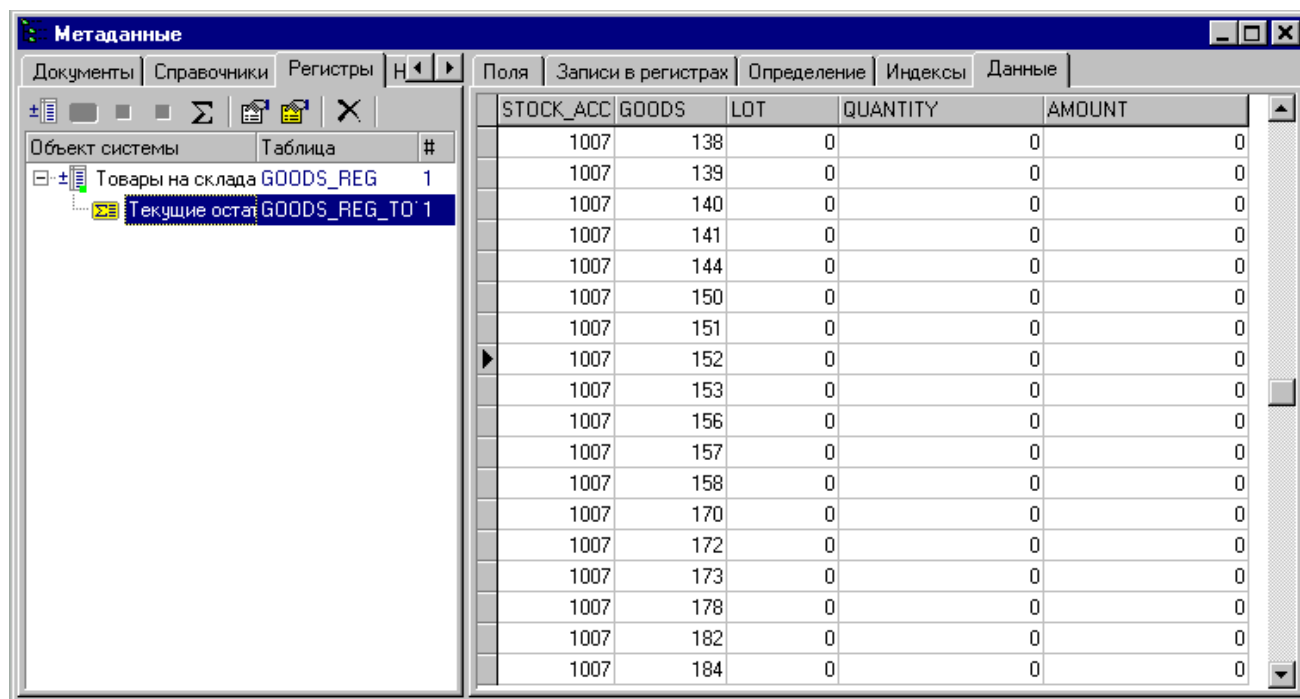 Метаданные
Документы Справочники Регистры Н
Поля Записи в регистрах Определение Индексы Данные
Объект системы Таблица #
Товары на склада GOODS_REG 1
Текущие остат GOODS_REG_TO 1
STOCK_ACC GOODS LOT QUANTITY AMOUNT
1007 138 0 0 0
1007 139 0 0 0
1007 140 0 0 0
1007 141 0 0 0
1007 144 0 0 0
1007 150 0 0 0
1007 151 0 0 0
1007 152 0 0 0
1007 153 0 0 0
1007 156 0 0 0
1007 157 0 0 0
1007 158 0 0 0
1007 170 0 0 0
1007 172 0 0 0
1007 173 0 0 0
1007 178 0 0 0
1007 182 0 0 0
1007 184 0 0 0